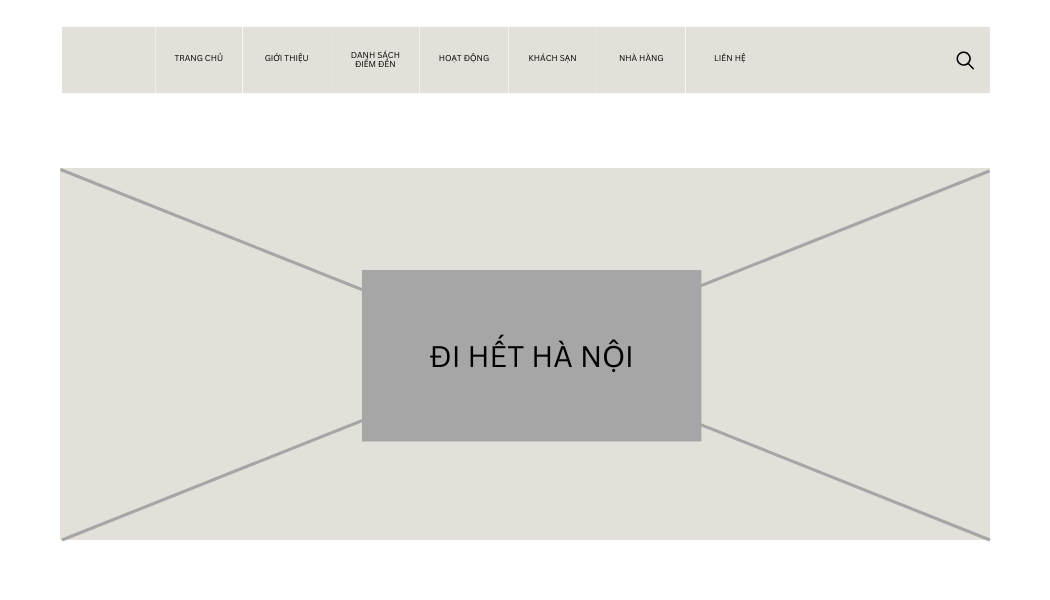 TRANG CHỦ
GIỚI THIỆU
DANH SÁCH
ĐIỂM ĐẾN
HOẠT ĐỘNG
KHÁCH SẠN
NHÀ HÀNG
LIÊN HỆ
ĐI HẾT HÀ NỘI